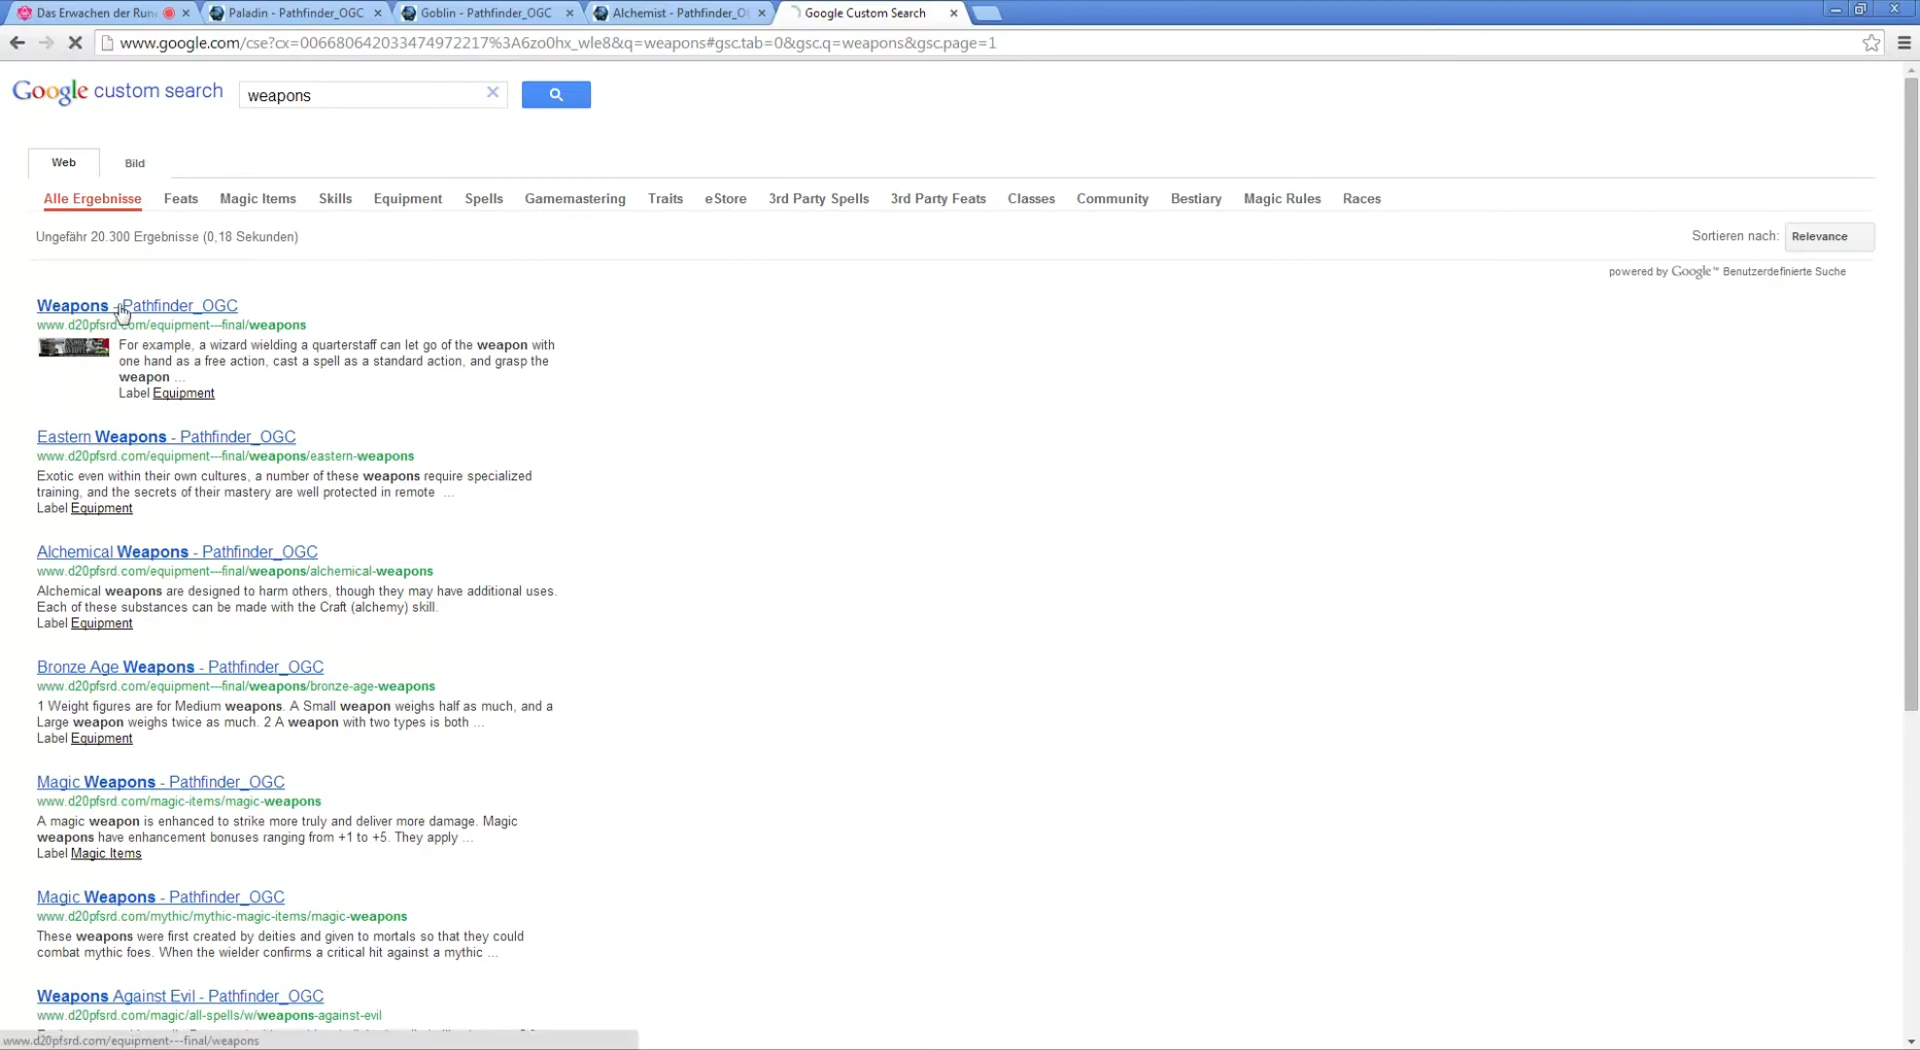 Das Erwachen der Rune
Paladin - Pathfinder_OGC
Goblin - Pathfinder_OGC
Alchemist - Pathfinder_O
Google Custom Search
www.google.com/cse?cx=006680642033474972217%3A6zo0hx_wle8&q=weapons#gsc.tab=0&gsc.q=weapons&gsc.page=1
Google custom search
weapons
Web Bild
Alle Ergebnisse Feats Magic Items Skills Equipment Spells Gamemastering Traits eStore 3rd Party Spells 3rd Party Feats Classes Community Bestiary Magic Rules Races
Ungefähr 20.300 Ergebnisse (0,18 Sekunden)
Sortieren nach: Relevance
powered by Google™ Benutzerdefinierte Suche
Weapons - Pathfinder_OGC
www.d20pfsrd.com/equipment---final/weapons
For example, a wizard wielding a quarterstaff can let go of the weapon with
one hand as a free action, cast a spell as a standard action, and grasp the
weapon ...
Label Equipment
Eastern Weapons - Pathfinder_OGC
www.d20pfsrd.com/equipment---final/weapons/eastern-weapons
Exotic even within their own cultures, a number of these weapons require specialized
training, and the secrets of their mastery are well protected in remote ...
Label Equipment
Alchemical Weapons - Pathfinder_OGC
www.d20pfsrd.com/equipment---final/weapons/alchemical-weapons
Alchemical weapons are designed to harm others, though they may have additional uses.
Each of these substances can be made with the Craft (alchemy) skill.
Label Equipment
Bronze Age Weapons - Pathfinder_OGC
www.d20pfsrd.com/equipment---final/weapons/bronze-age-weapons
1 Weight figures are for Medium weapons. A Small weapon weighs half as much, and a
Large weapon weighs twice as much. 2 A weapon with two types is both ...
Label Equipment
Magic Weapons - Pathfinder_OGC
www.d20pfsrd.com/magic-items/magic-weapons
A magic weapon is enhanced to strike more truly and deliver more damage. Magic
weapons have enhancement bonuses ranging from +1 to +5. They apply ...
Label Magic Items
Magic Weapons - Pathfinder_OGC
www.d20pfsrd.com/mythic/mythic-magic-items/magic-weapons
These weapons were first created by deities and given to mortals so that they could
combat mythic foes. When the wielder confirms a critical hit against a mythic ...
Weapons Against Evil - Pathfinder_OGC
www.d20pfsrd.com/magic/all-spells/w/weapons-against-evil
www.d20pfsrd.com/equipment---final/weapons